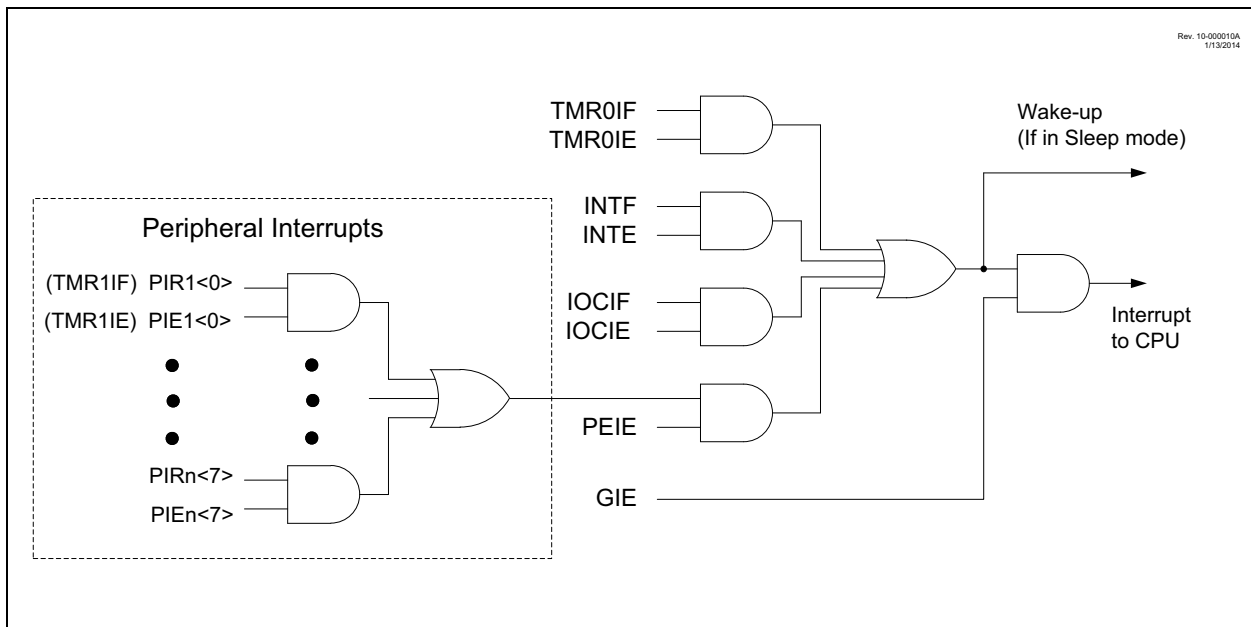 Rev. 10-000010A
1/13/2014
TMR0IF
TMR0IE
Wake-up
(If in Sleep mode)
INTF
INTE
Peripheral Interrupts
(TMR1IF) PIR1<0>
(TMR1IE) PIE1<0>
IOCIF
IOCIE
Interrupt
to CPU
PEIE
PIRn<7>
PIEn<7>
GIE